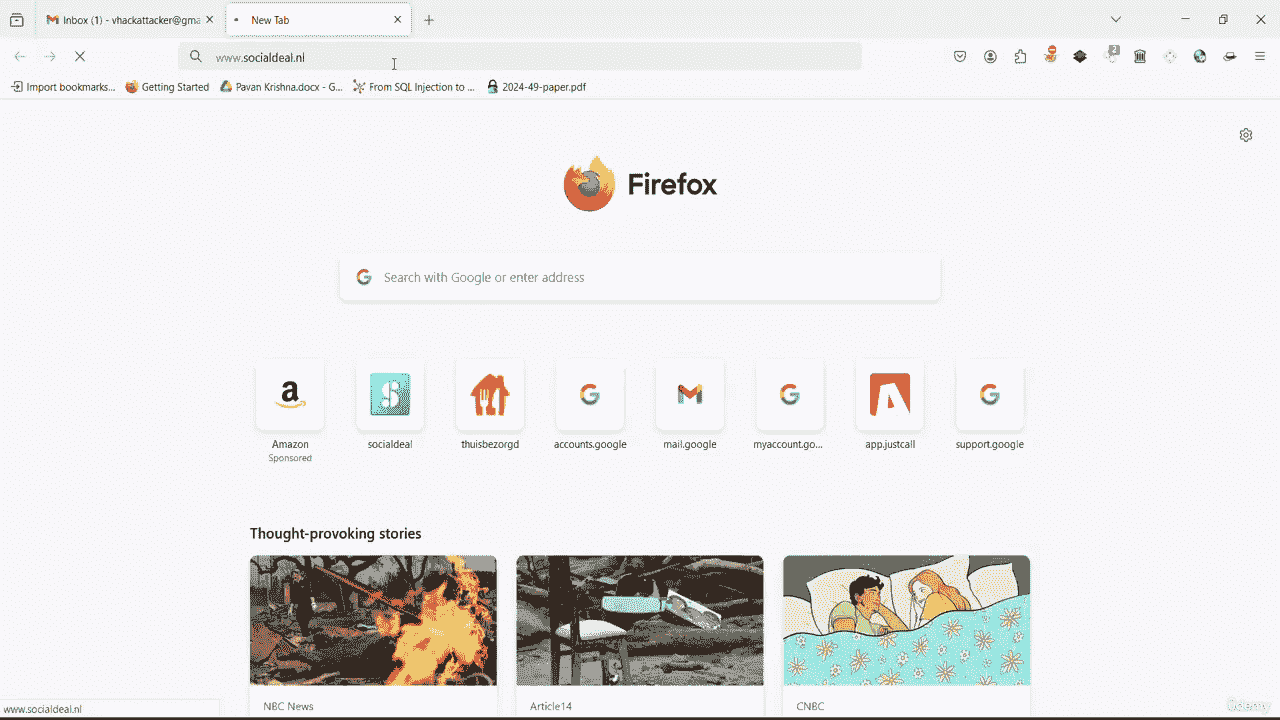 Inbox (1) - vhackattacker@gma
New Tab
www.socialdeal.nl
2
Import bookmarks...
Getting Started
Pavan Krishna.docx - G...
From SQL Injection to ...
2024-49-paper.pdf
Firefox
Search with Google or enter address
Amazon
Sponsored
socialdeal
thuisbezorgd
accounts.google
mail.google
myaccount.go...
app.justcall
support.google
Thought-provoking stories
NBC News
Article14
CNBC
www.socialdeal.nl
Udemy